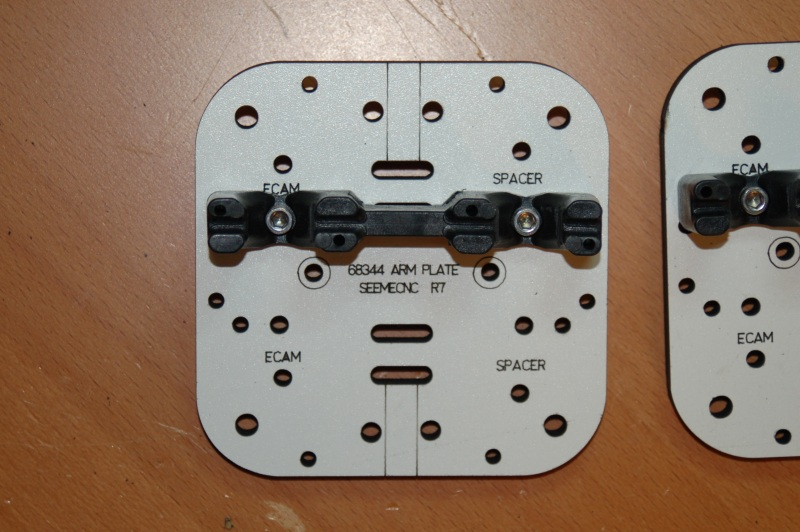 ECAM
SPACER
68344 ARM PLATE
SEEMECNC R7
ECAM
SPACER
ECAM
ECAM